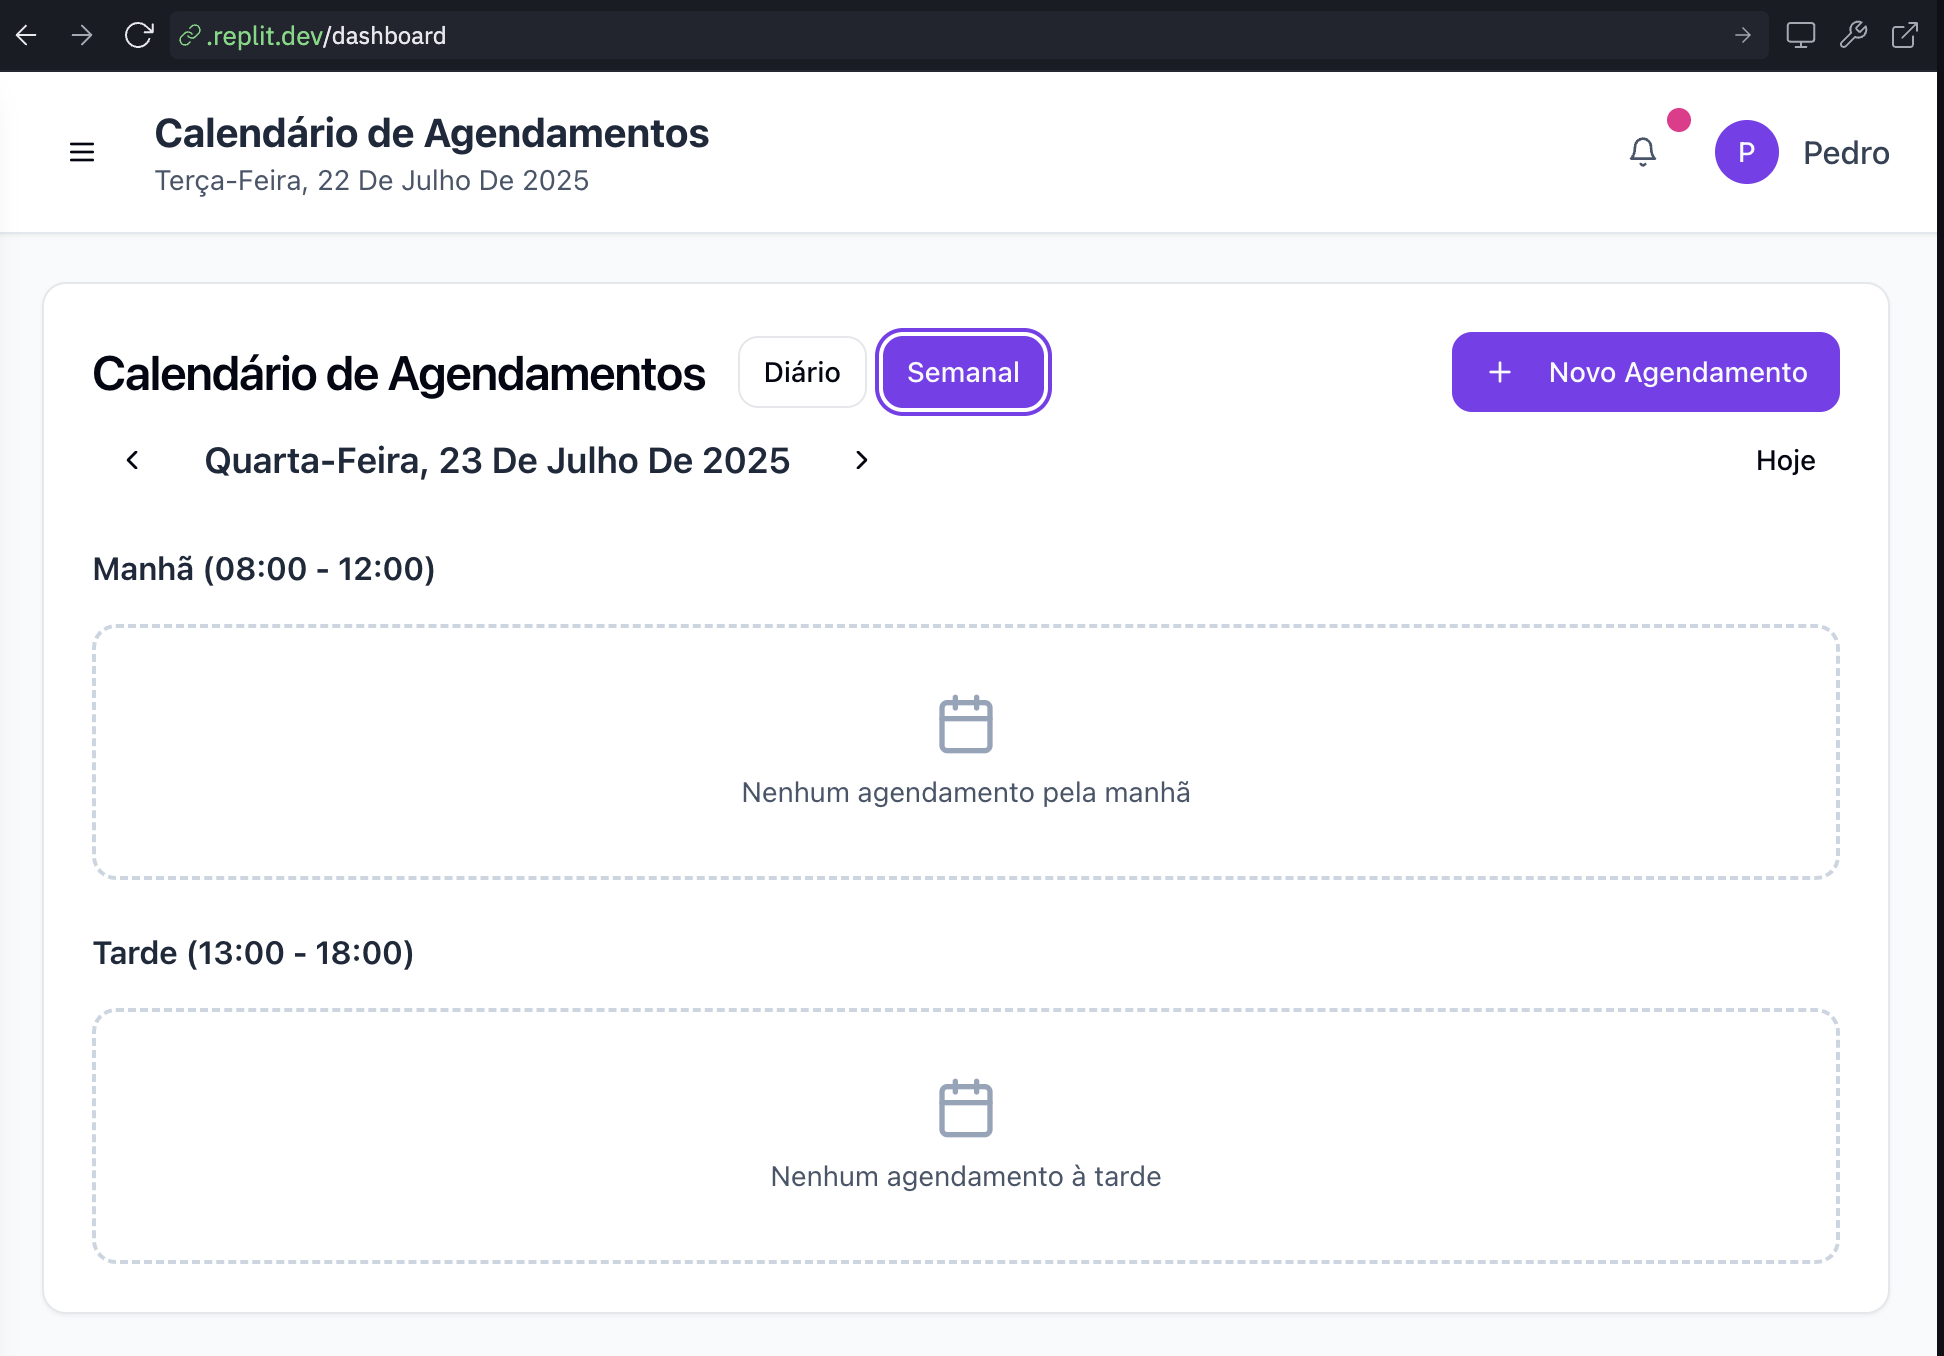 .replit.dev/dashboard
Calendário de Agendamentos
Terça-Feira, 22 De Julho De 2025
P Pedro
Calendário de Agendamentos Diário Semanal + Novo Agendamento
Quarta-Feira, 23 De Julho De 2025 Hoje
Manhã (08:00 - 12:00)
Nenhum agendamento pela manhã
Tarde (13:00 - 18:00)
Nenhum agendamento à tarde